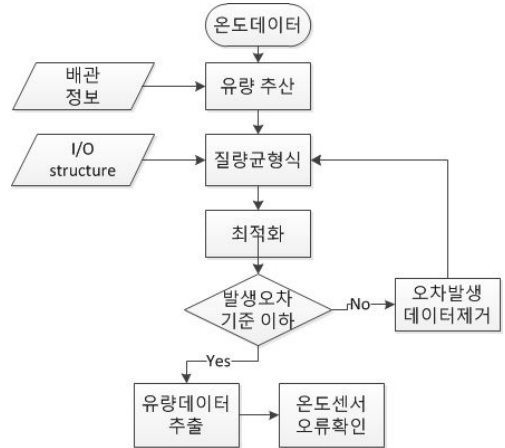 온도데이터
배관
정보
유량 추산
I/O
structure
질량균형식
최적화
발생오차
기준 이하
No
오차발생
데이터제거
Yes
유량데이터
추출
온도센서
오류확인